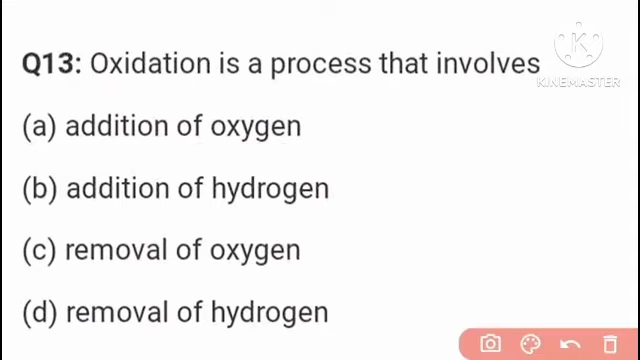 Q13: Oxidation is a process that involves
K
KINEMASTER
(a) addition of oxygen
(b) addition of hydrogen
(c) removal of oxygen
(d) removal of hydrogen